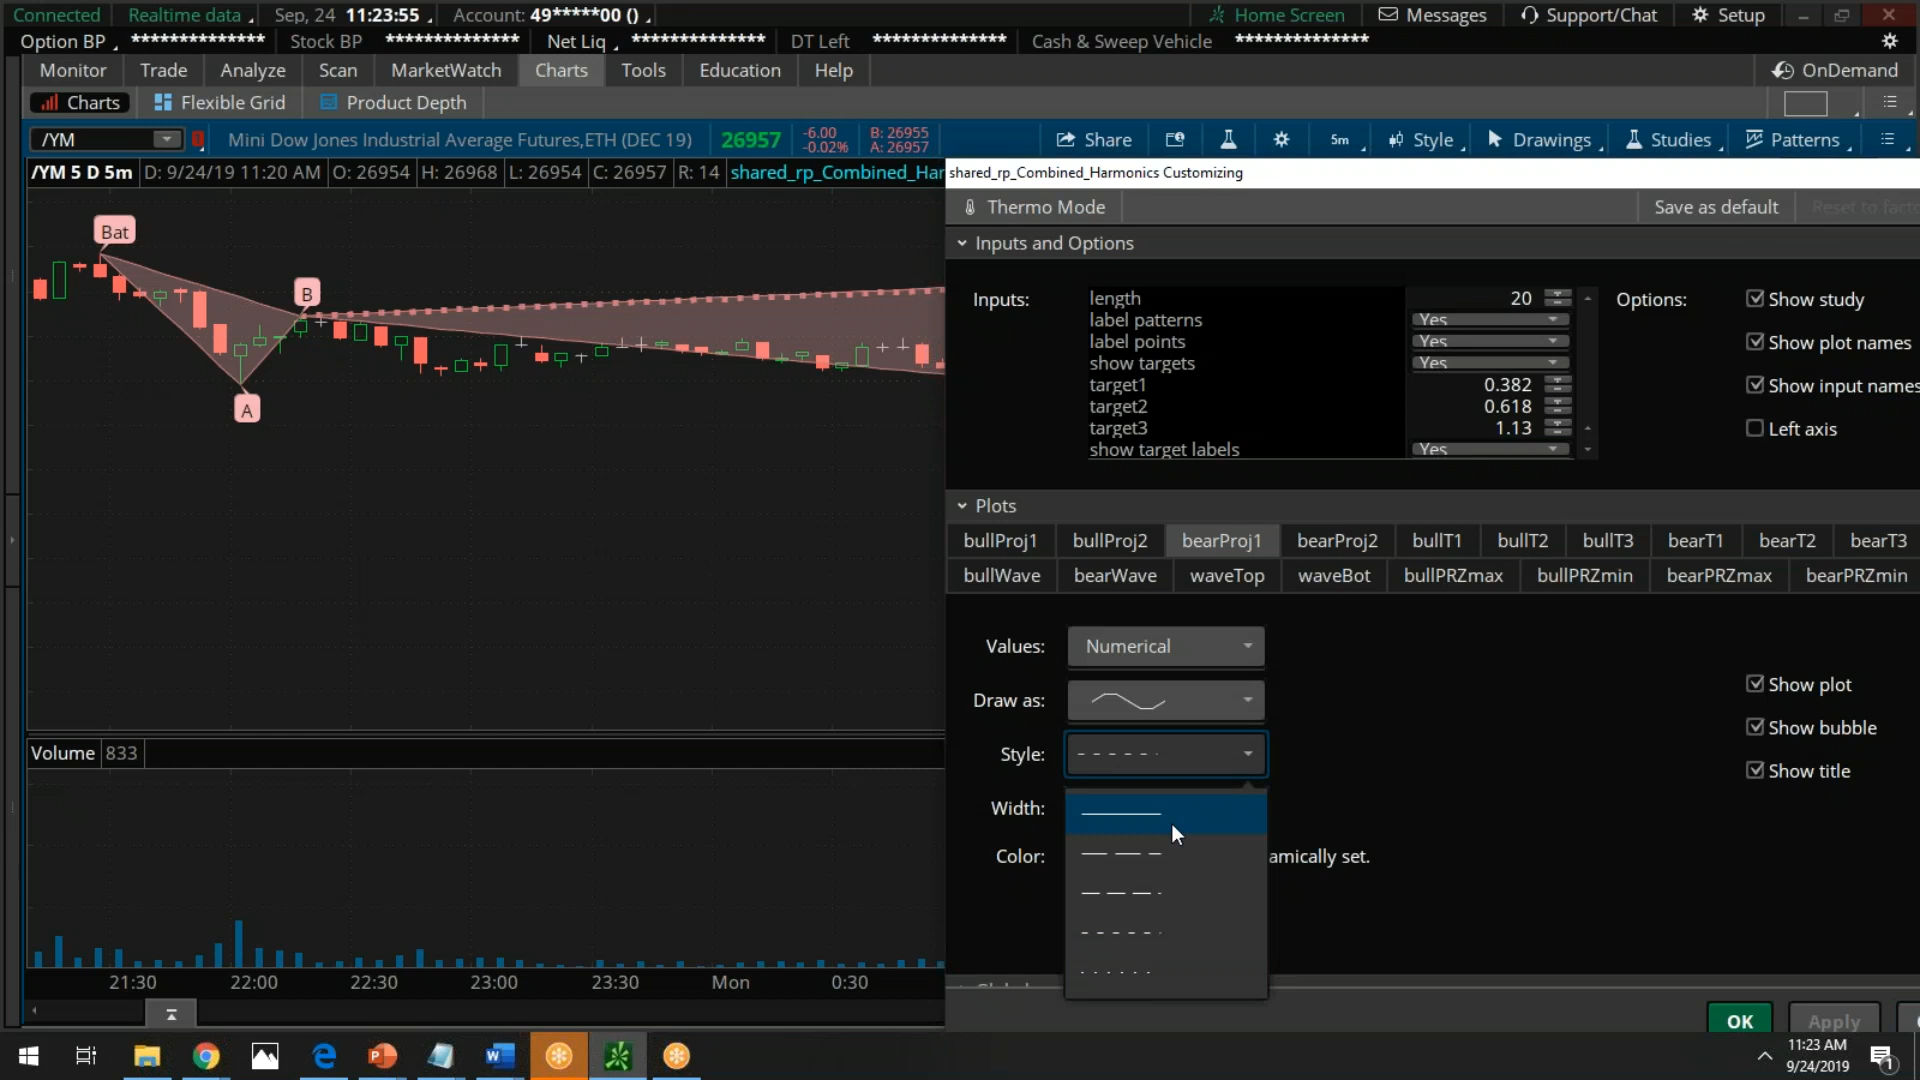 Connected Realtime data Sep, 24 11:23:55 Account: 49*****00 () Home Screen Messages Support/Chat Setup
Option BP ************** Stock BP ************** Net Liq ************** DT Left ************** Cash & Sweep Vehicle **************
Monitor Trade Analyze Scan MarketWatch Charts Tools Education Help OnDemand
Charts Flexible Grid Product Depth
/YM Mini Dow Jones Industrial Average Futures,ETH (DEC 19) 26957 -6.00 B: 26955 Share 5m Style Drawings Studies Patterns
-0.02% A: 26957
/YM 5 D 5m D: 9/24/19 11:20 AM O: 26954 H: 26968 L: 26954 C: 26957 R: 14 shared_rp_Combined_Har
shared_rp_Combined_Harmonics Customizing
Thermo Mode Save as default Reset to facto
Inputs and Options
Bat
B
A
Inputs: length 20 Options: Show study
label patterns Yes
label points Yes Show plot names
show targets Yes
target1 0.382 Show input names
target2 0.618
target3 1.13 Left axis
show target labels Yes
Plots
bullProj1 bullProj2 bearProj1 bearProj2 bullT1 bullT2 bullT3 bearT1 bearT2 bearT3
bullWave bearWave waveTop waveBot bullPRZmax bullPRZmin bearPRZmax bearPRZmin
Values: Numerical
Show plot
Draw as:
Show bubble
Style:
Show title
Width:
Color: amically set.
Volume 833
21:30 22:00 22:30 23:00 23:30 Mon 0:30
OK Apply
11:23 AM
9/24/2019
1